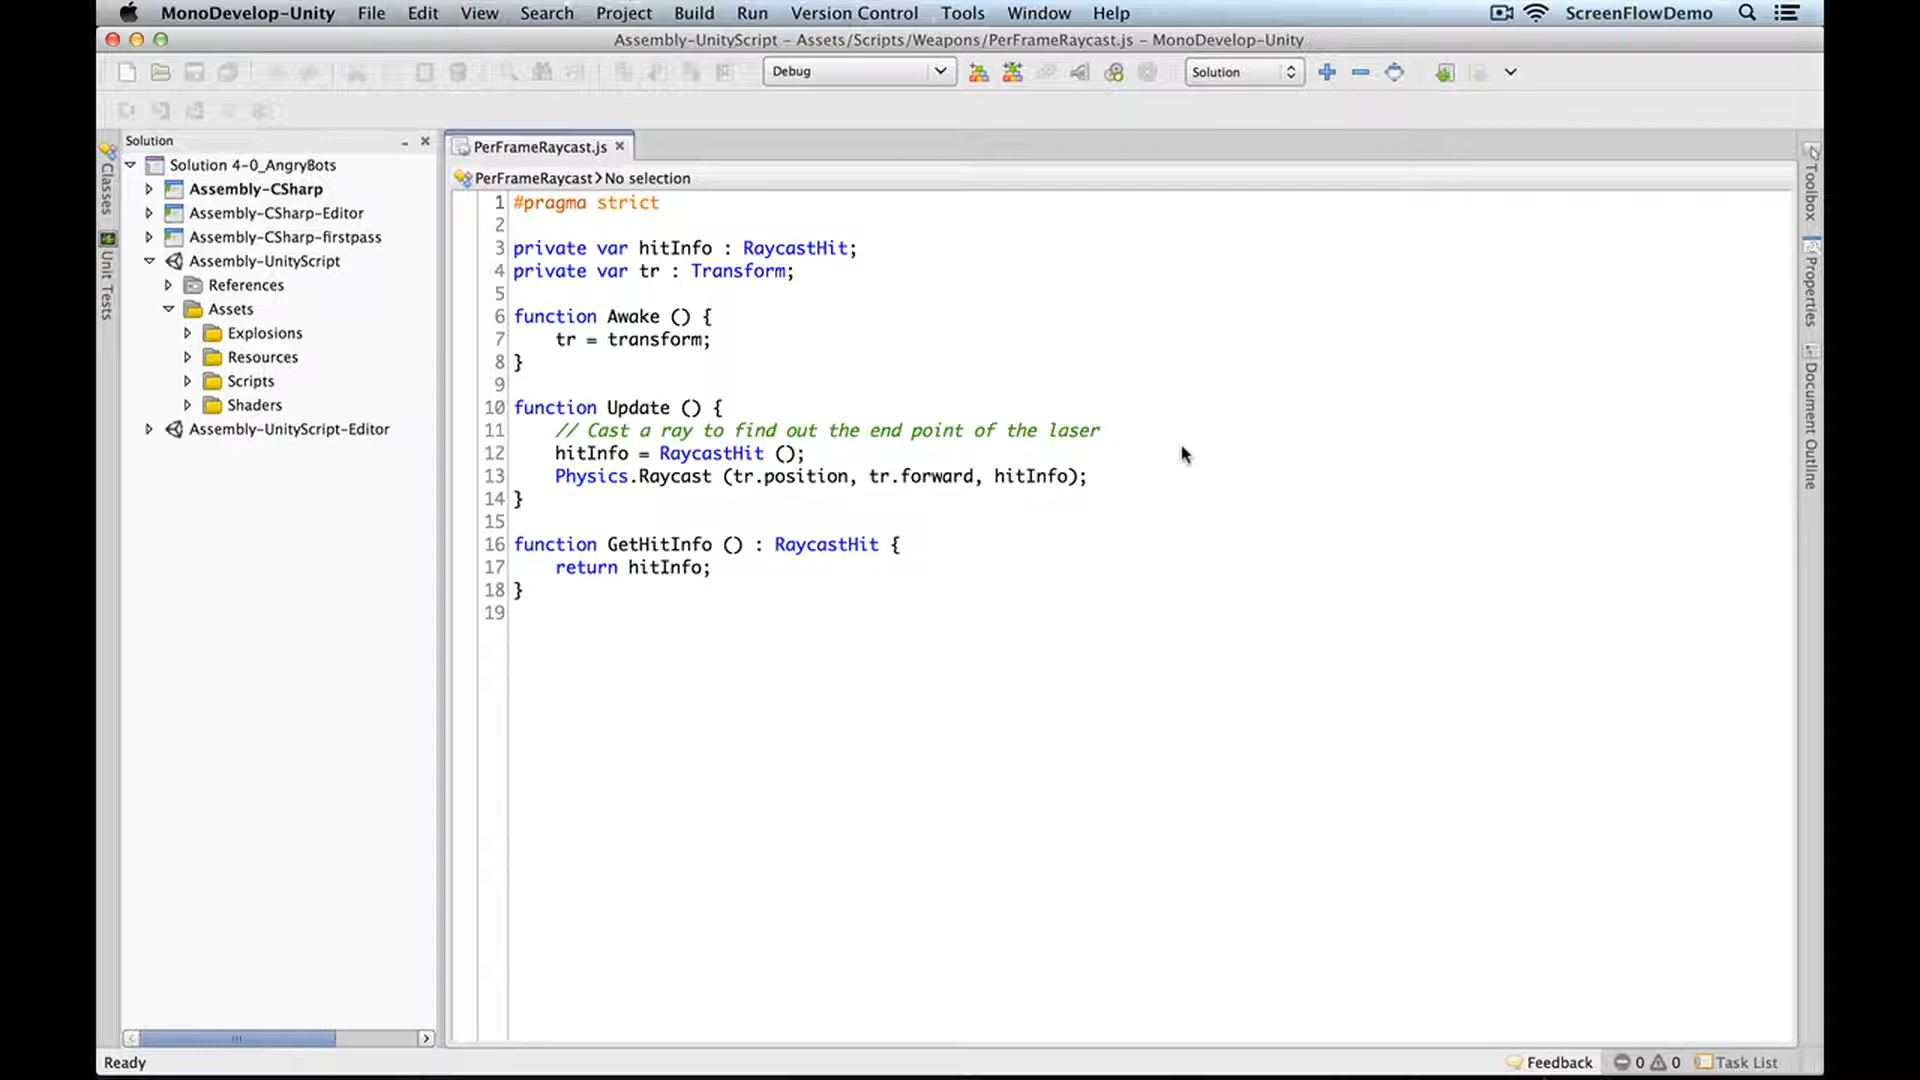 MonoDevelop-Unity File Edit View Search Project Build Run Version Control Tools Window Help ScreenFlowDemo
Assembly-UnityScript – Assets/Scripts/Weapons/PerFrameRaycast.js – MonoDevelop-Unity
Debug Solution
Classes
Unit Tests
Solution
Solution 4-0_AngryBots
Assembly-CSharp
Assembly-CSharp-Editor
Assembly-CSharp-firstpass
Assembly-UnityScript
References
Assets
Explosions
Resources
Scripts
Shaders
Assembly-UnityScript-Editor
PerFrameRaycast.js
PerFrameRaycast No selection
1 #pragma strict
2
3 private var hitInfo : RaycastHit;
4 private var tr : Transform;
5
6 function Awake () {
7 tr = transform;
8 }
9
10 function Update () {
11 // Cast a ray to find out the end point of the laser
12 hitInfo = RaycastHit ();
13 Physics.Raycast (tr.position, tr.forward, hitInfo);
14 }
15
16 function GetHitInfo () : RaycastHit {
17 return hitInfo;
18 }
19
Toolbox
Properties
Document Outline
Ready Feedback 0 0 Task List